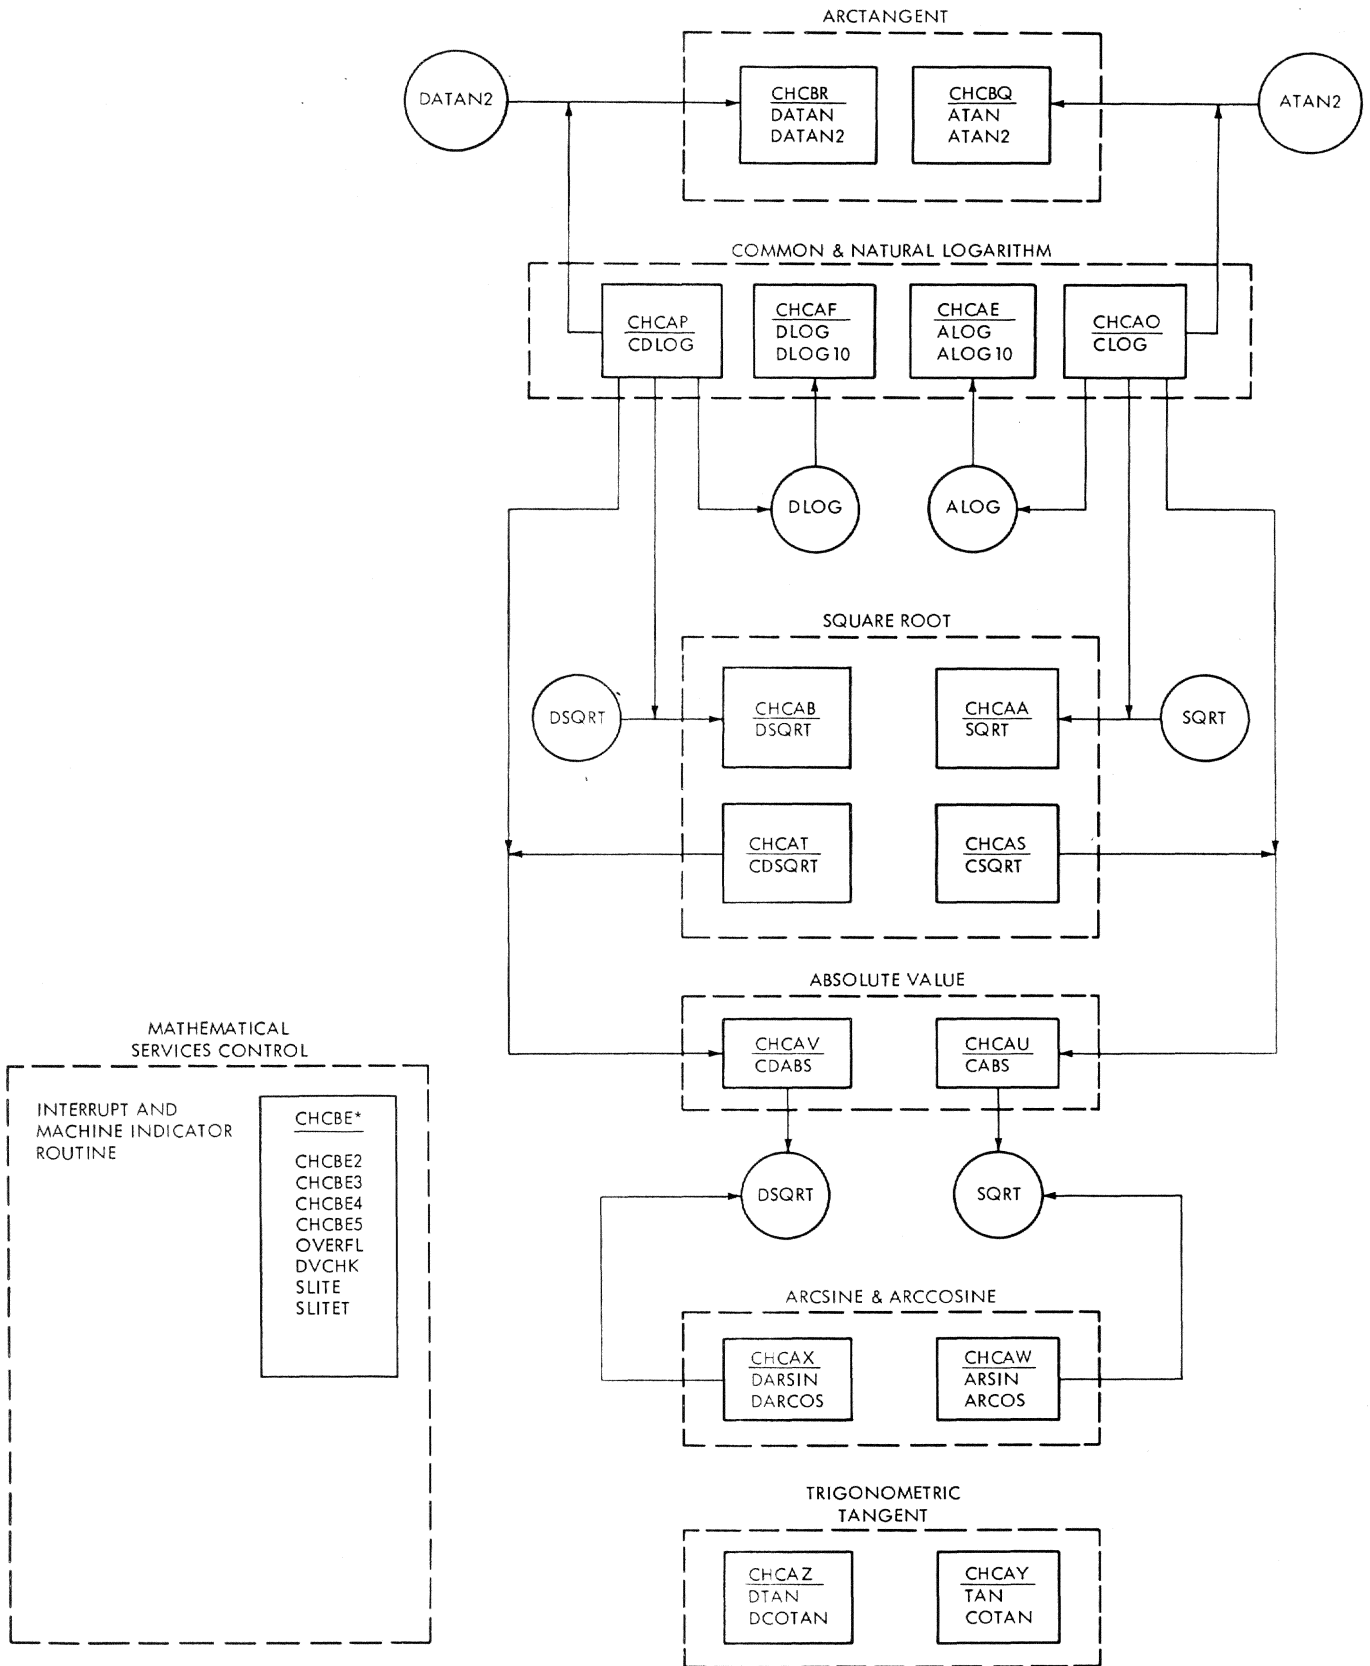 ARCTANGENT
DATAN2
CHCBR
DATAN
DATAN2
CHCBQ
ATAN
ATAN2
ATAN2
COMMON & NATURAL LOGARITHM
CHCAP
CDLOG
CHCAF
DLOG
DLOG10
CHCAE
ALOG
ALOG10
CHCAO
CLOG
DLOG
ALOG
SQUARE ROOT
DSQRT
CHCAB
DSQRT
CHCAA
SQRT
SQRT
CHCAT
CDSQRT
CHCAS
CSQRT
ABSOLUTE VALUE
CHCAV
CDABS
CHCAU
CABS
MATHEMATICAL
SERVICES CONTROL
INTERRUPT AND
MACHINE INDICATOR
ROUTINE
CHCBE*
CHCBE2
CHCBE3
CHCBE4
CHCBE5
OVERFL
DVCHK
SLITE
SLITET
DSQRT
SQRT
ARCSINE & ARCCOSINE
CHCAX
DARSIN
DARCOS
CHCAW
ARSIN
ARCOS
TRIGONOMETRIC
TANGENT
CHCAZ
DTAN
DCOTAN
CHCAY
TAN
COTAN